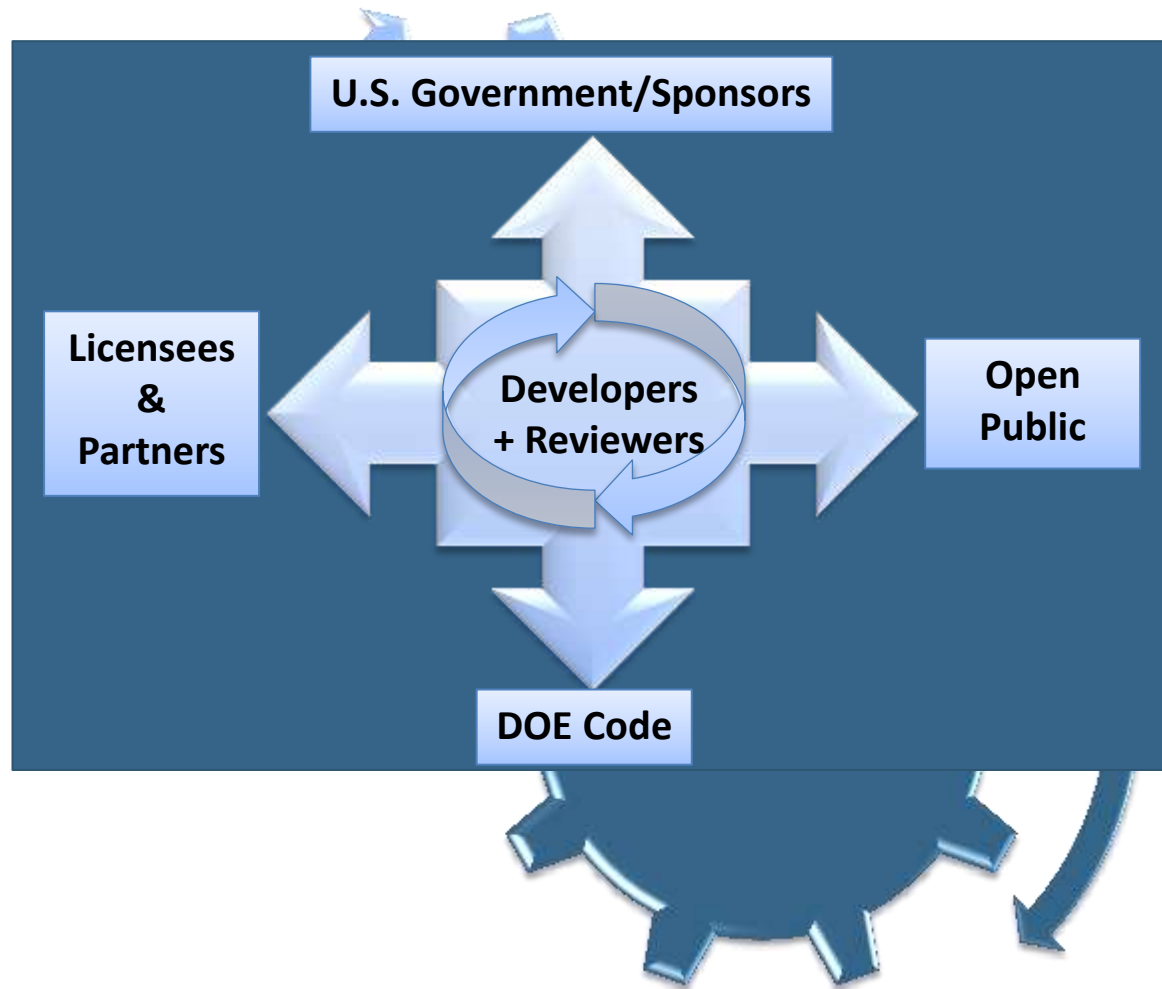 U.S. Government/Sponsors
Licensees
&
Partners
Developers
+ Reviewers
Open
Public
DOE Code